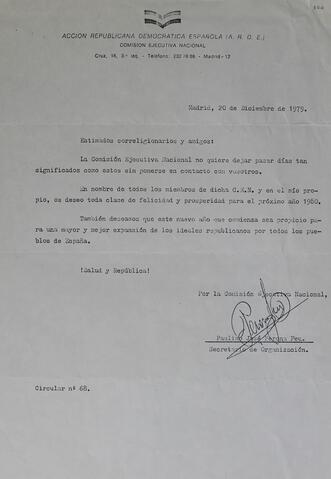 ACCION REPUBLICANA DEMOCRATICA ESPAÑOLA (A. R. D. E.)
COMISION EJECUTIVA NACIONAL
Madrid, 20 de Diciembre de 1979.
Estimados correligionarios y amigos:
La Comisión Ejecutiva Nacional no quiere dejar pasar días tan
significados como estos sin ponerse en contacto con vosotros.
En nombre de todos los miembros de dicha C.E.N. y en el mío pro-
pio, os deseo toda clase de felicidad y prosperidad para el próximo año 1980.
También deseamos que este nuevo año que comienza sea propicio pa-
ra una mayor y mejor expansión de los ideales republicanos por todos los pue-
blos de España.
¡Salud y República!
Por la Comisión Ejecutiva Nacional,
Secretario de Organización.
Circular nº 68.